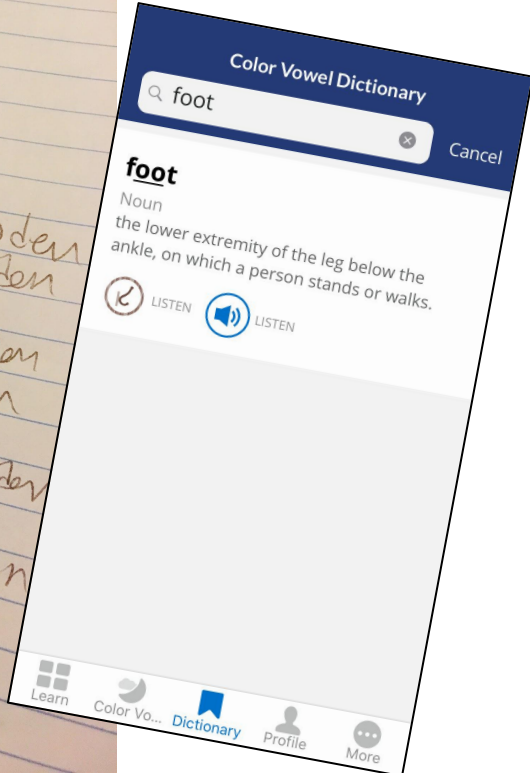 Color Vowel Dictionary
foot
Cancel
foot
Noun
the lower extremity of the leg below the
ankle, on which a person stands or walks.
LISTEN
LISTEN
Learn
Color Vo...
Dictionary
Profile
More